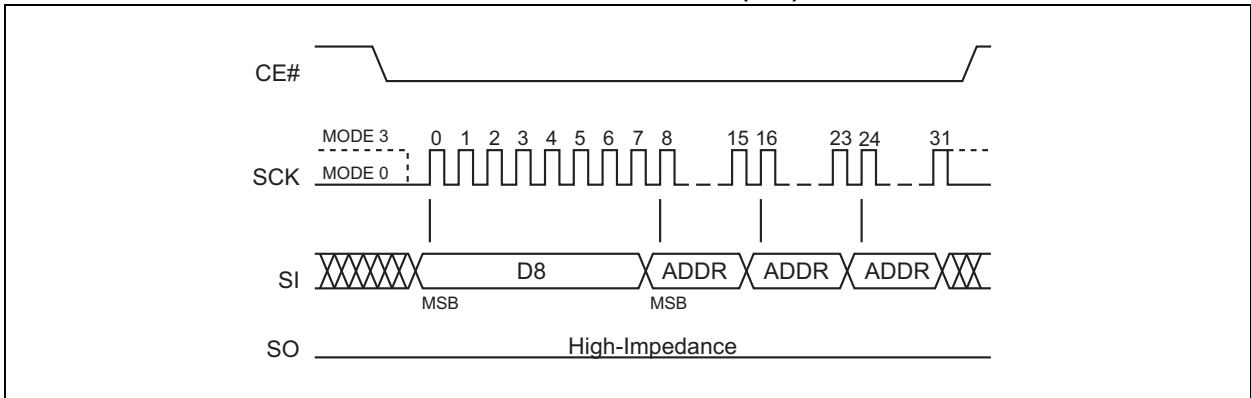 CE#
MODE 3 0 1 2 3 4 5 6 7 8 15 16 23 24 31
SCK MODE 0
SI D8 ADDR ADDR ADDR
MSB MSB
SO High-Impedance